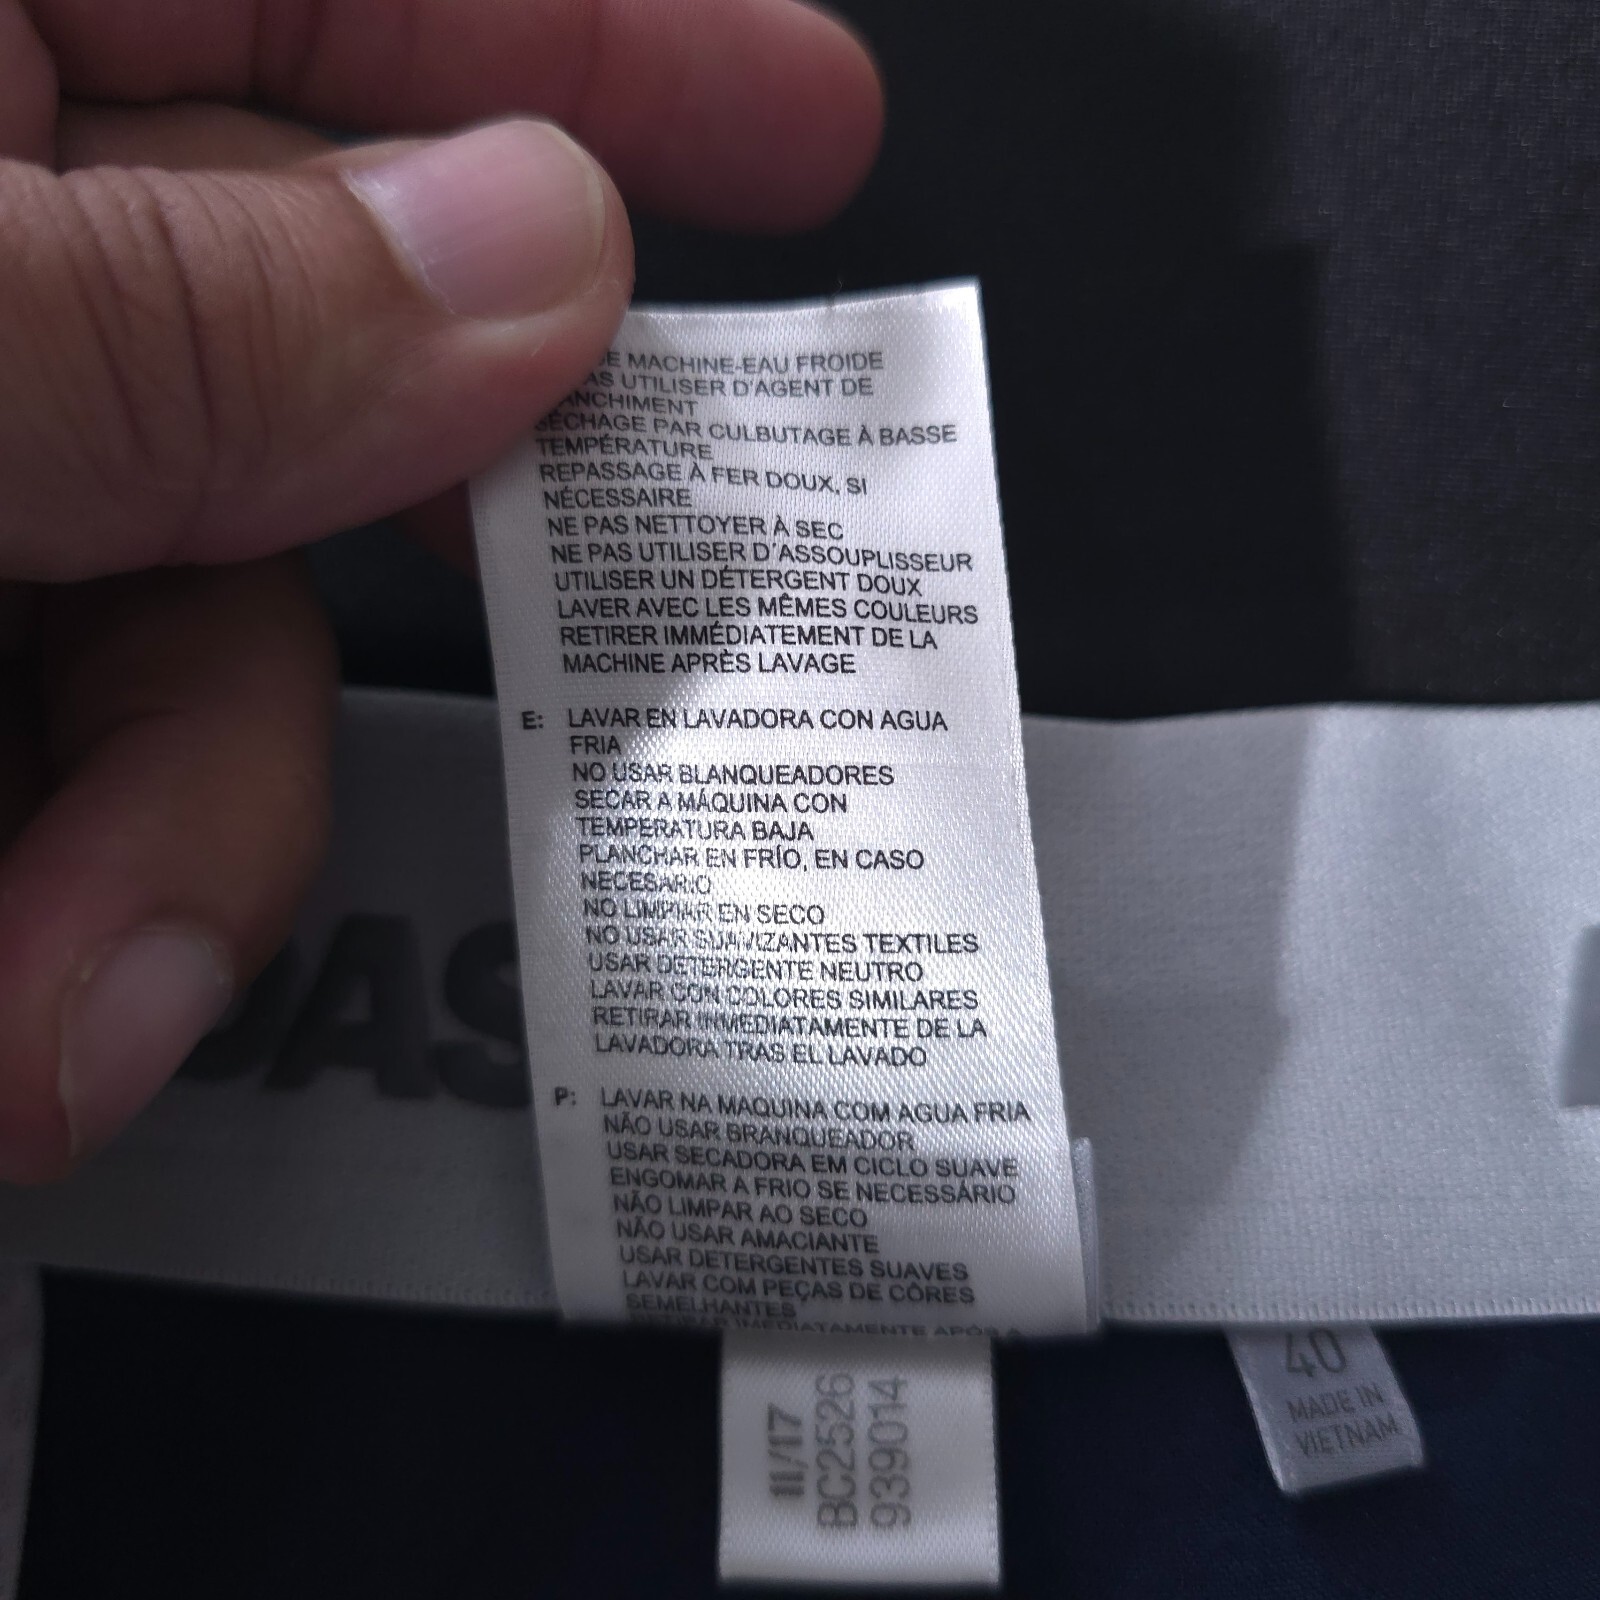 MACHINE-EAU FROIDE
UTILISER D'AGENT DE
SÉCHAGE PAR CULBUTAGE À BASSE
TEMPÉRATURE
REPASSAGE À FER DOUX, SI
NÉCESSAIRE
NE PAS NETTOYER À SEC
NE PAS UTILISER D'ASSOUPLISSEUR
UTILISER UN DÉTERGENT DOUX
LAVER AVEC LES MÊMES COULEURS
RETIRER IMMÉDIATEMENT DE LA
MACHINE APRÈS LAVAGE
E: LAVAR EN LAVADORA CON AGUA
FRIA
NO USAR BLANQUEADORES
SECAR A MÁQUINA CON
TEMPERATURA BAJA
PLANCHAR EN FRÍO, EN CASO
NECESARIO
NO LIMPIAR EN SECO
NO USAR SUAVIZANTES TEXTILES
USAR DETERGENTE NEUTRO
LAVAR CON COLORES SIMILARES
RETIRAR INMEDIATAMENTE DE LA
LAVADORA TRAS EL LAVADO
P: LAVAR NA MAQUINA COM AGUA FRIA
NÃO USAR BRANQUEADOR
USAR SECADORA EM CICLO SUAVE
ENGOMAR A FRIO SE NECESSÁRIO
NÃO LIMPAR AO SECO
NÃO USAR AMACIANTE
USAR DETERGENTES SUAVES
LAVAR COM PEÇAS DE CÔRES
SEMELHANTES
RETIRAR IMEDIATAMENTE APÓS A
11/17
BC2526
939014
40
MADE IN
VIETNAM